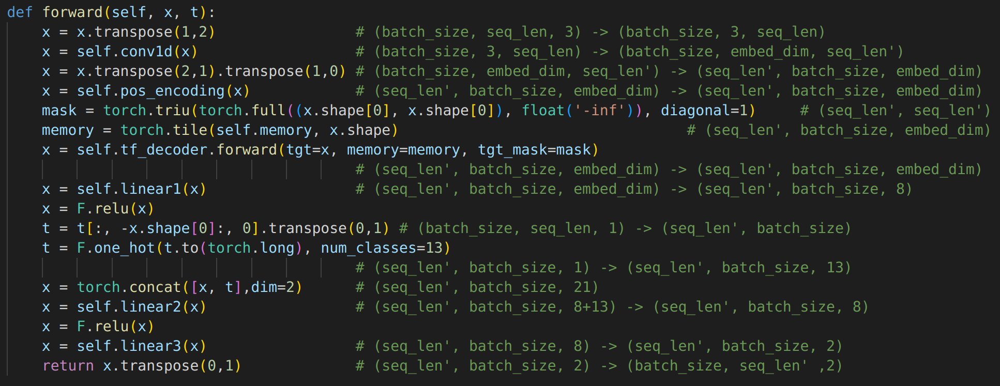 def forward(self, x, t):
    x = x.transpose(1,2)                # (batch_size, seq_len, 3) -> (batch_size, 3, seq_len)
    x = self.conv1d(x)                  # (batch_size, 3, seq_len) -> (batch_size, embed_dim, seq_len')
    x = x.transpose(2,1).transpose(1,0) # (batch_size, embed_dim, seq_len') -> (seq_len', batch_size, embed_dim)
    x = self.pos_encoding(x)            # (seq_len', batch_size, embed_dim) -> (seq_len', batch_size, embed_dim)
    mask = torch.triu(torch.full((x.shape[0], x.shape[0]), float('-inf')), diagonal=1)     # (seq_len', seq_len')
    memory = torch.tile(self.memory, x.shape)                                 # (seq_len', batch_size, embed_dim)
    x = self.tf_decoder.forward(tgt=x, memory=memory, tgt_mask=mask)
                                        # (seq_len', batch_size, embed_dim) -> (seq_len', batch_size, embed_dim)
    x = self.linear1(x)                 # (seq_len', batch_size, embed_dim) -> (seq_len', batch_size, 8)
    x = F.relu(x)
    t = t[:, -x.shape[0]:, 0].transpose(0,1) # (batch_size, seq_len, 1) -> (seq_len', batch_size)
    t = F.one_hot(t.to(torch.long), num_classes=13)
                                        # (seq_len', batch_size, 1) -> (seq_len', batch_size, 13)
    x = torch.concat([x, t],dim=2)      # (seq_len', batch_size, 21)
    x = self.linear2(x)                 # (seq_len', batch_size, 8+13) -> (seq_len', batch_size, 8)
    x = F.relu(x)
    x = self.linear3(x)                 # (seq_len', batch_size, 8) -> (seq_len', batch_size, 2)
    return x.transpose(0,1)             # (seq_len', batch_size, 2) -> (batch_size, seq_len' ,2)